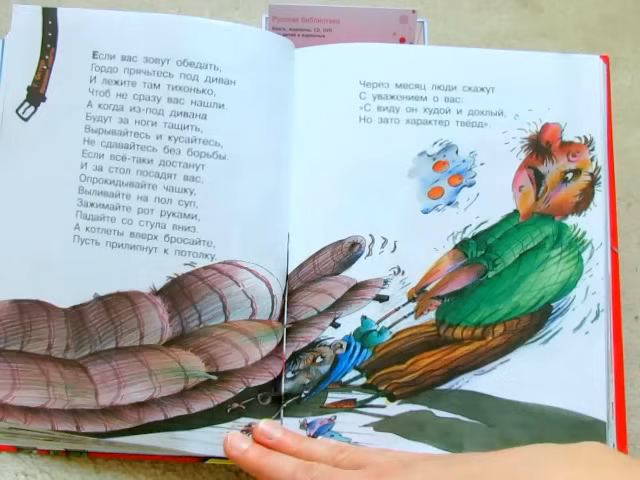 Русская библиотека
Если вас зовут обедать,
Гордо прячьтесь под диван
И лежите там тихонько,
Чтоб не сразу вас нашли.
А когда из-под дивана
Будут за ноги тащить,
Вырывайтесь и кусайтесь,
Не сдавайтесь без борьбы.
Если всё-таки достанут
И за стол посадят вас,
Опрокидывайте чашку,
Выливайте на пол суп,
Зажимайте рот руками,
Падайте со стула вниз.
А котлеты вверх бросайте,
Пусть прилипнут к потолку.
Через месяц люди скажут
С уважением о вас:
«С виду он худой и дохлый,
Но зато характер твёрд».